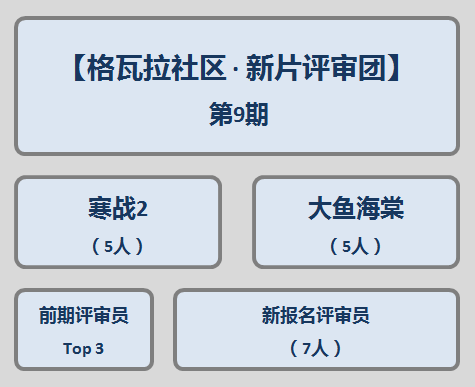 【格瓦拉社区 · 新片评审团】
第9期
寒战2
（5人）
大鱼海棠
（5人）
前期评审员
Top 3
新报名评审员
（7人）